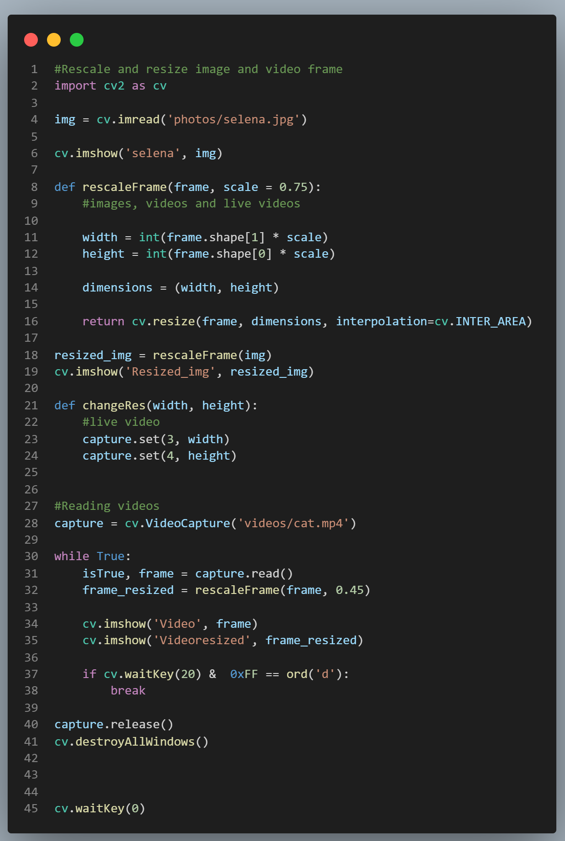 1 #Rescale and resize image and video frame
2 import cv2 as cv
3
4 img = cv.imread('photos/selena.jpg')
5
6 cv.imshow('selena', img)
7
8 def rescaleFrame(frame, scale = 0.75):
9     #images, videos and live videos
10
11     width = int(frame.shape[1] * scale)
12     height = int(frame.shape[0] * scale)
13
14     dimensions = (width, height)
15
16     return cv.resize(frame, dimensions, interpolation=cv.INTER_AREA)
17
18 resized_img = rescaleFrame(img)
19 cv.imshow('Resized_img', resized_img)
20
21 def changeRes(width, height):
22     #live video
23     capture.set(3, width)
24     capture.set(4, height)
25
26
27 #Reading videos
28 capture = cv.VideoCapture('videos/cat.mp4')
29
30 while True:
31     isTrue, frame = capture.read()
32     frame_resized = rescaleFrame(frame, 0.45)
33
34     cv.imshow('Video', frame)
35     cv.imshow('Videoresized', frame_resized)
36
37     if cv.waitKey(20) &  0xFF == ord('d'):
38         break
39
40 capture.release()
41 cv.destroyAllWindows()
42
43
44
45 cv.waitKey(0)